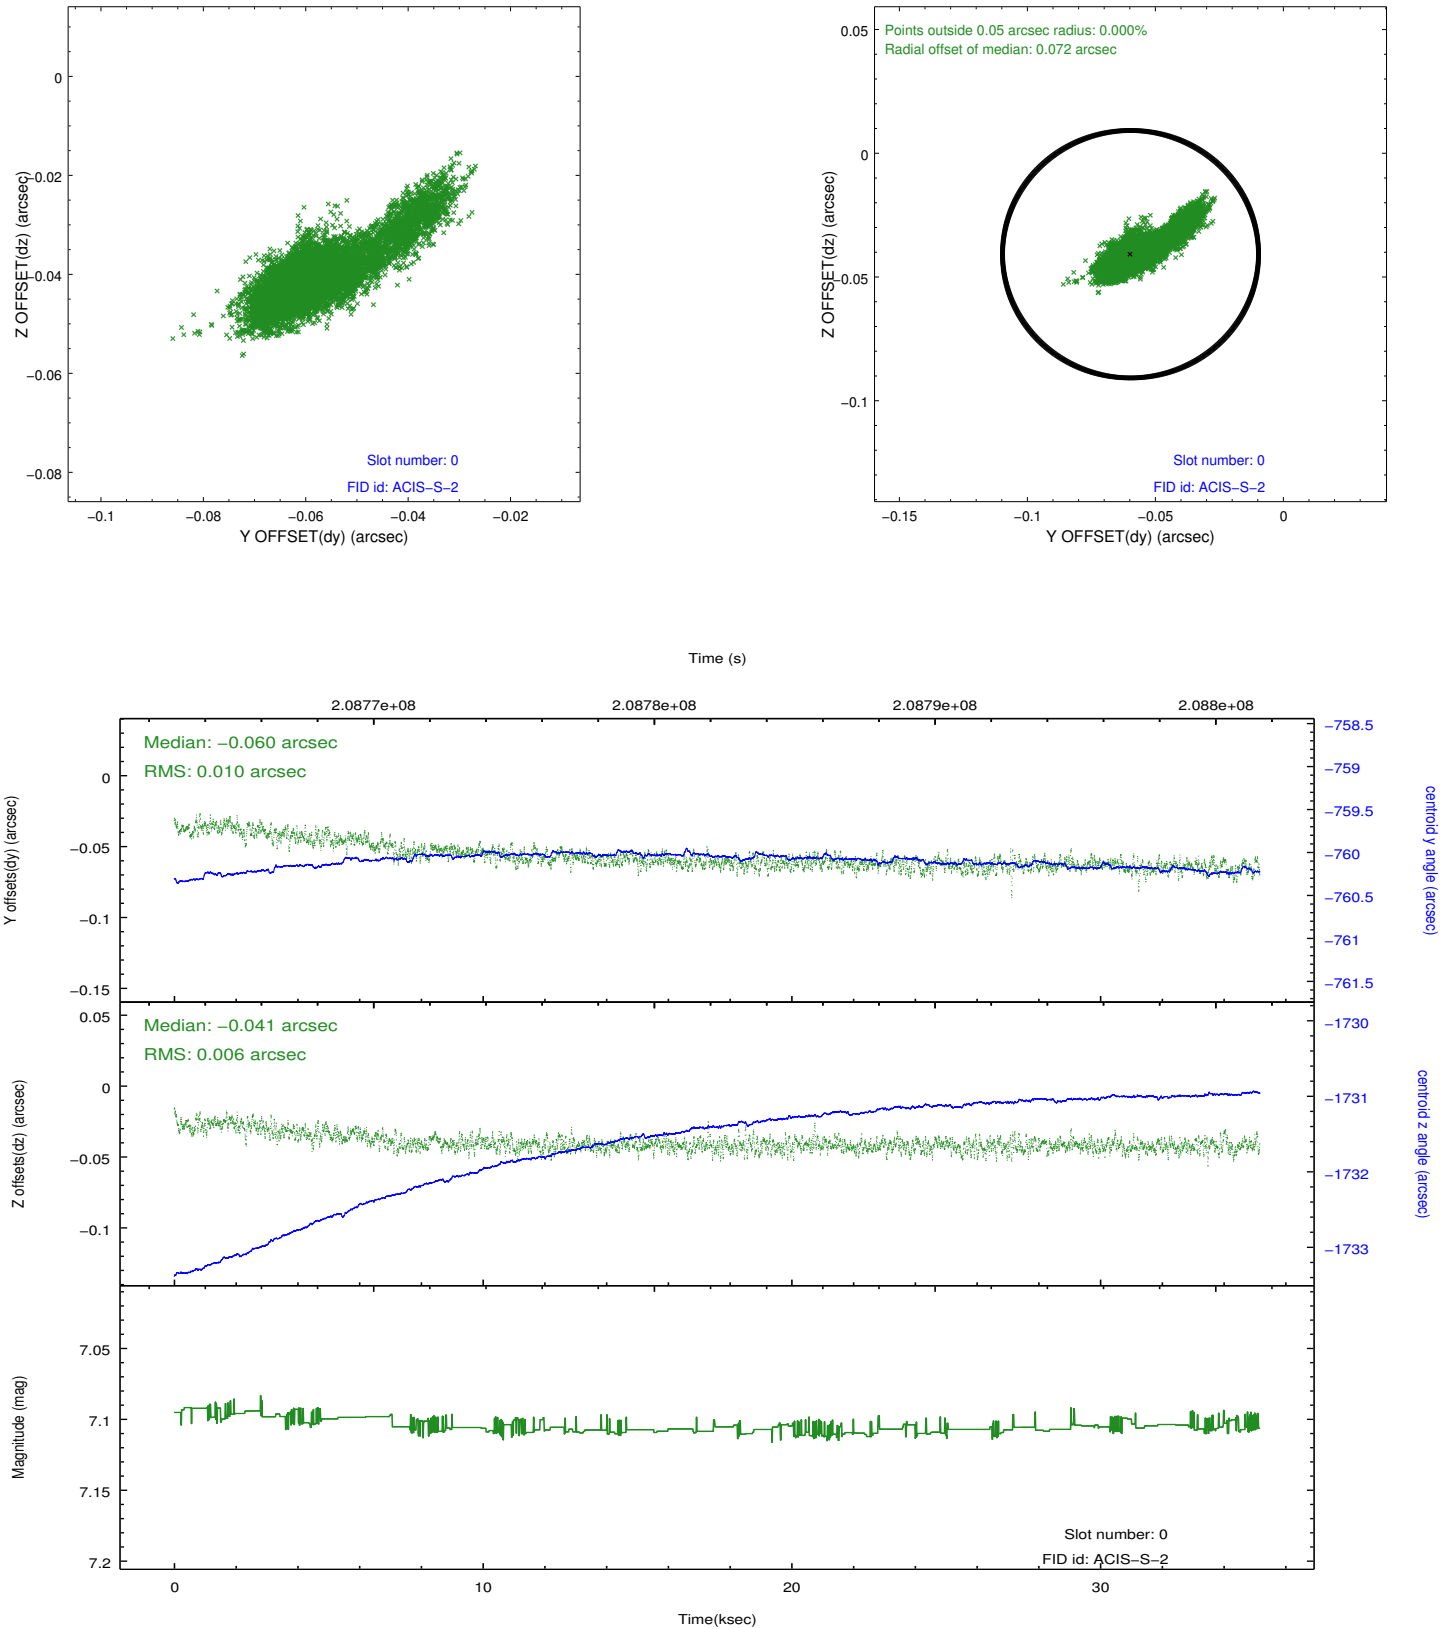 0
−0.02
−0.04
−0.06
−0.08
Z OFFSET(dz) (arcsec)
Slot number: 0
FID id: ACIS−S−2
−0.1
−0.08
−0.06
−0.04
−0.02
Y OFFSET(dy) (arcsec)
Points outside 0.05 arcsec radius: 0.000%
Radial offset of median: 0.072 arcsec
0.05
0
−0.05
−0.1
Z OFFSET(dz) (arcsec)
Slot number: 0
FID id: ACIS−S−2
−0.15
−0.1
−0.05
0
Y OFFSET(dy) (arcsec)
Time (s)
2.0877e+08
2.0878e+08
2.0879e+08
2.088e+08
Median: −0.060 arcsec
RMS: 0.010 arcsec
0
−0.05
−0.1
−0.15
Y offsets(dy) (arcsec)
−758.5
−759
−759.5
−760
−760.5
−761
−761.5
centroid y angle (arcsec)
Median: −0.041 arcsec
RMS: 0.006 arcsec
0.05
0
−0.05
−0.1
Z offsets(dz) (arcsec)
−1730
−1731
−1732
−1733
centroid z angle (arcsec)
7.05
7.1
7.15
7.2
Magnitude (mag)
Slot number: 0
FID id: ACIS−S−2
0
10
20
30
Time(ksec)